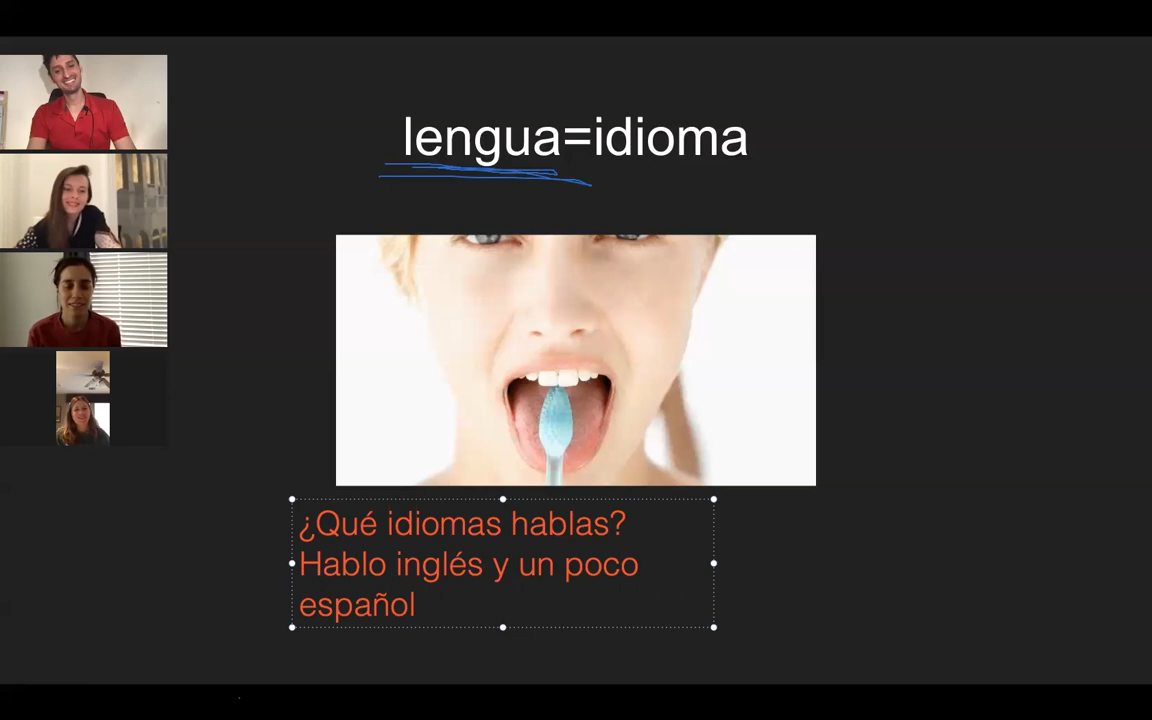 lengua=idioma
¿Qué idiomas hablas?
Hablo inglés y un poco
español